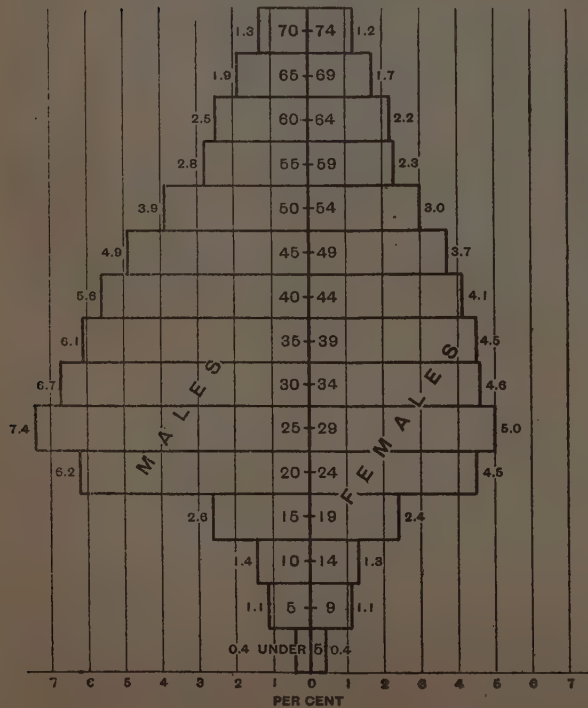 1.3 70-74 1.2
1.9 65-69 1.7
2.5 60-64 2.2
2.8 55-59 2.3
3.9 50-54 3.0
4.9 45-49 3.7
5.6 40-44 4.1
6.1 35-39 4.5
6.7 30-34 4.6
7.4 25-29 5.0
6.2 20-24 4.5
2.6 15-19 2.4
1.4 10-14 1.3
1.1 5-9 1.1
0.4 UNDER 5 0.4
MALES
FEMALES
7 6 5 4 3 2 1 0 1 2 3 4 5 6 7
PER CENT